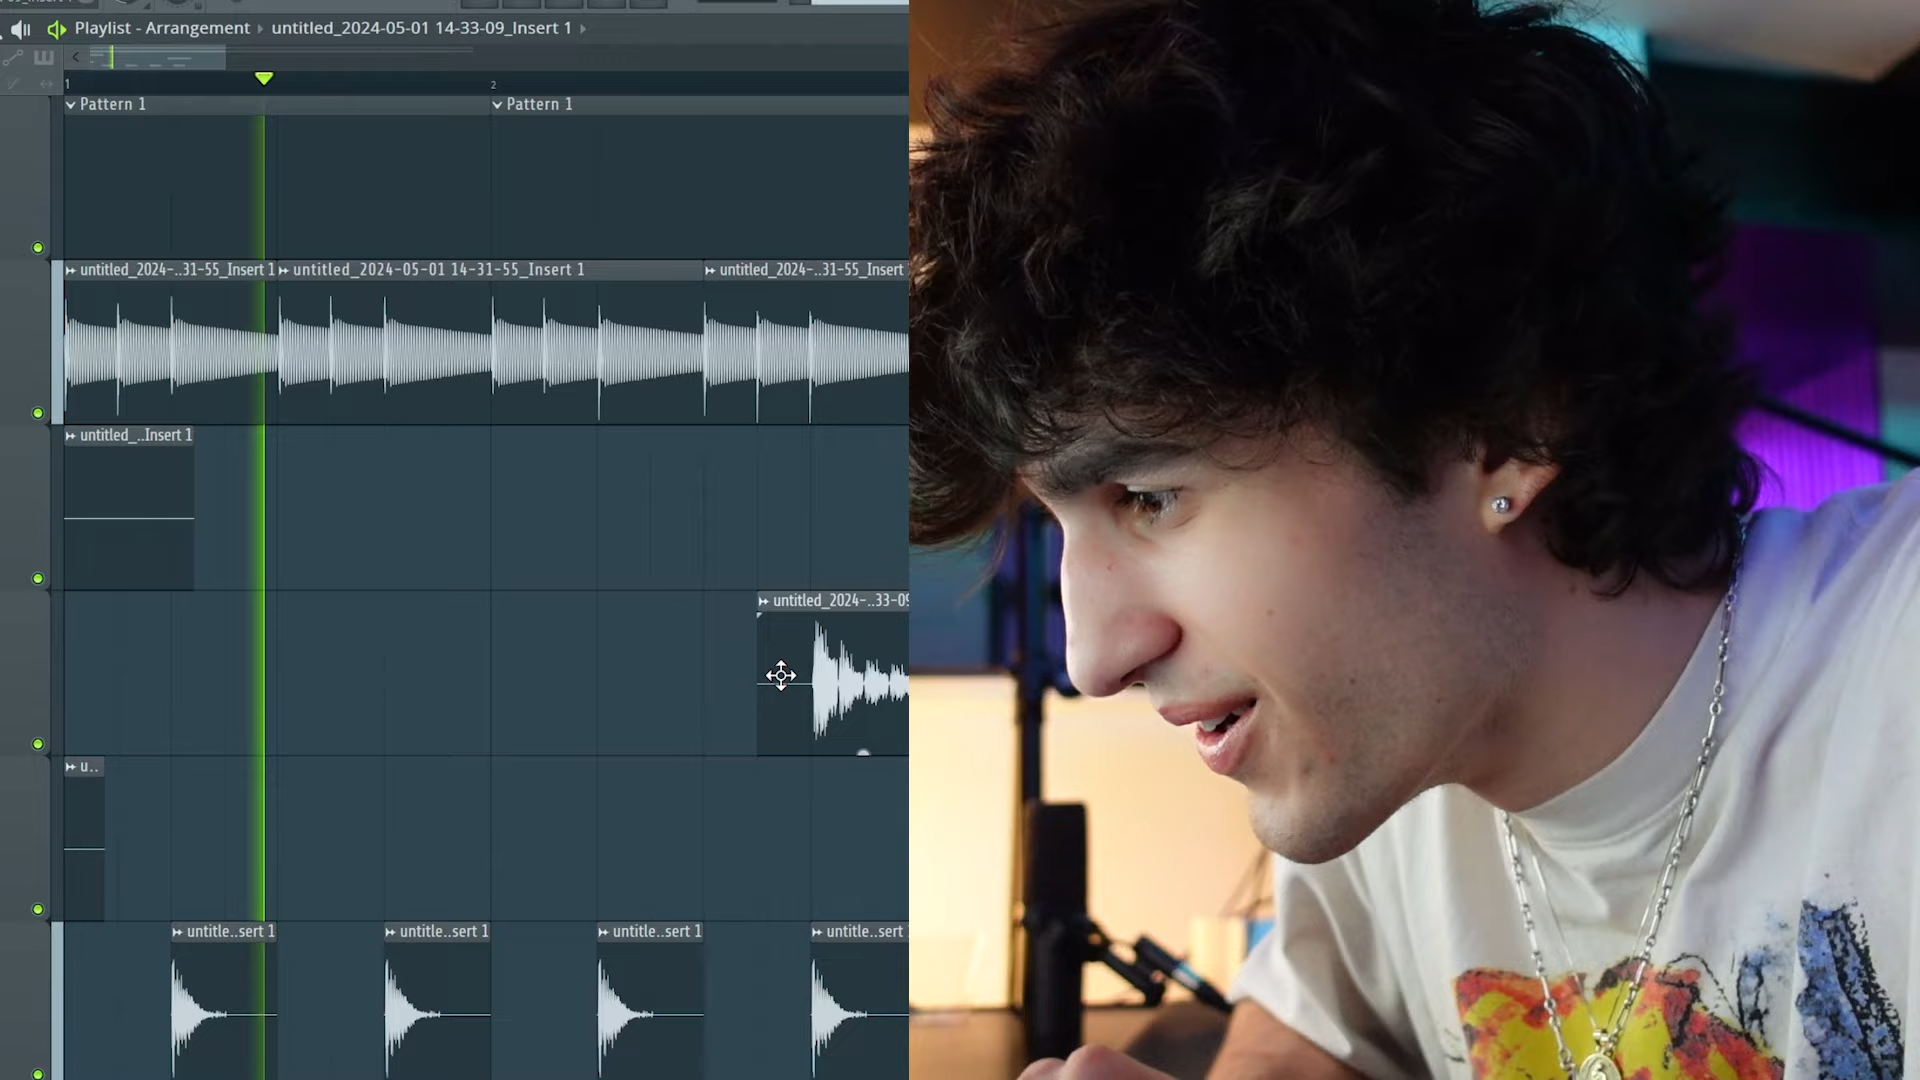 Playlist - Arrangement › untitled_2024-05-01 14-33-09_Insert 1 ›
1
2
Pattern 1
Pattern 1
untitled_2024-..31-55_Insert 1
untitled_2024-05-01 14-31-55_Insert 1
untitled_2024-..31-55_Insert
untitled_..Insert 1
untitled_2024-..33-09
u..
untitle..sert 1
untitle..sert 1
untitle..sert 1
untitle..sert